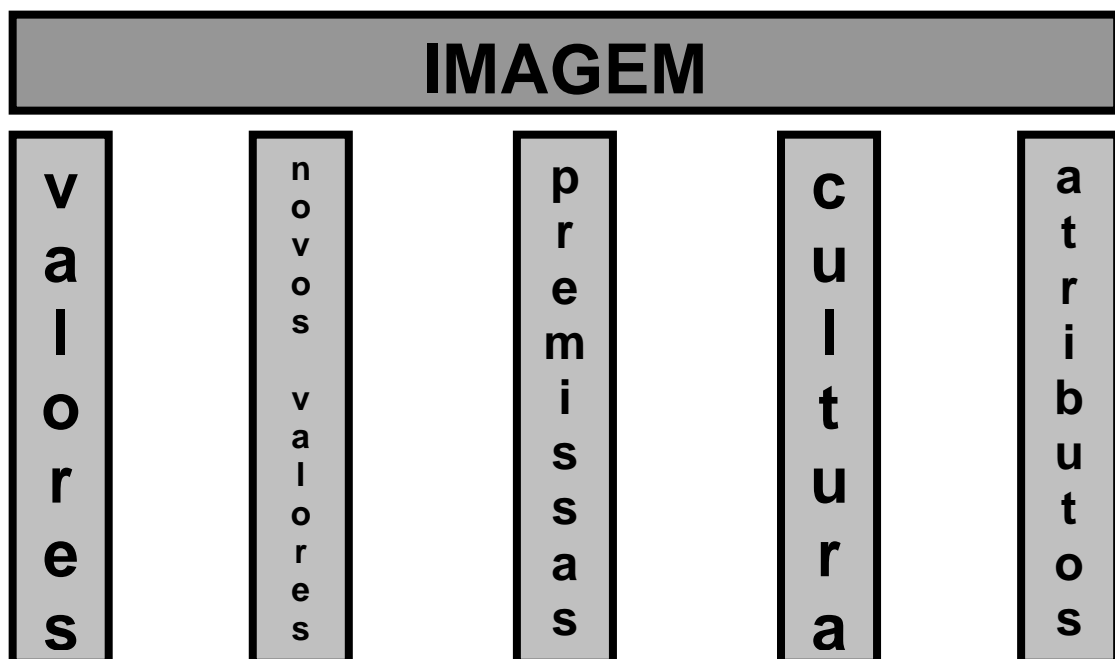 IMAGEM
valores
novos valores
premissas
cultura
atributos